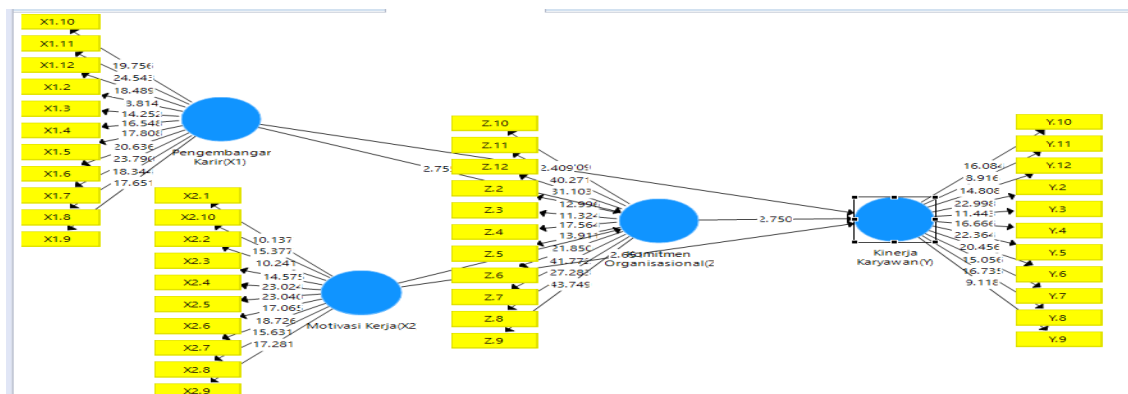 X1.10
X1.11
X1.12
X1.2
X1.3
X1.4
X1.5
X1.6
X1.7
X1.8
X1.9
19.756
24.543
18.489
3.814
14.252
16.548
17.808
20.636
23.790
18.344
17.651
Pengembangar
Karir(X1)
X2.1
X2.10
X2.2
X2.3
X2.4
X2.5
X2.6
X2.7
X2.8
X2.9
10.137
15.377
10.241
14.575
23.024
23.040
17.065
18.726
15.631
17.281
Motivasi Kerja(X2
Z.10
Z.11
Z.12
Z.2
Z.3
Z.4
Z.5
Z.6
Z.7
Z.8
Z.9
2.409
40.271
31.103
12.996
11.324
17.564
13.911
21.850
41.772
27.283
43.749
Organisasional(Z
2.750
Kinerja
Karyawan(Y)
16.084
8.916
14.808
22.998
11.443
16.666
22.364
20.456
15.056
16.735
9.118
Y.10
Y.11
Y.12
Y.2
Y.3
Y.4
Y.5
Y.6
Y.7
Y.8
Y.9